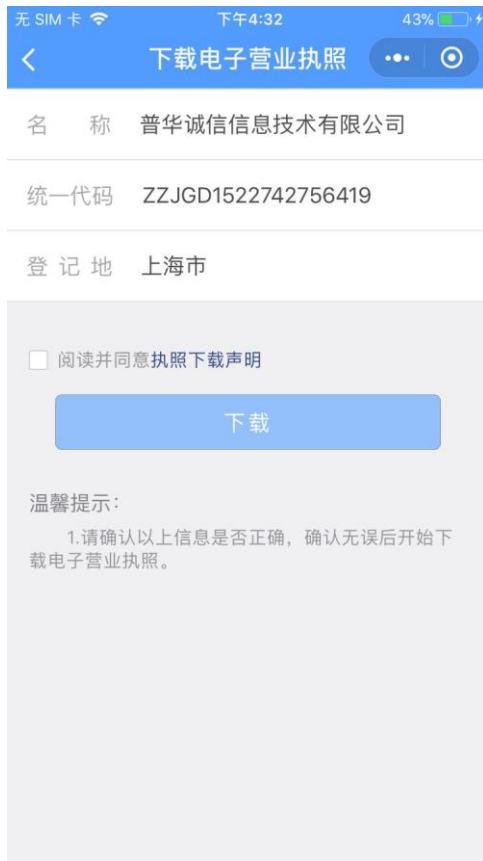 无 SIM 卡 下午4:32 43%
下载电子营业执照
名 称 普华诚信信息技术有限公司
统一代码 ZZJGD1522742756419
登 记 地 上海市
阅读并同意执照下载声明
下载
温馨提示：
1.请确认以上信息是否正确，确认无误后开始下
载电子营业执照。